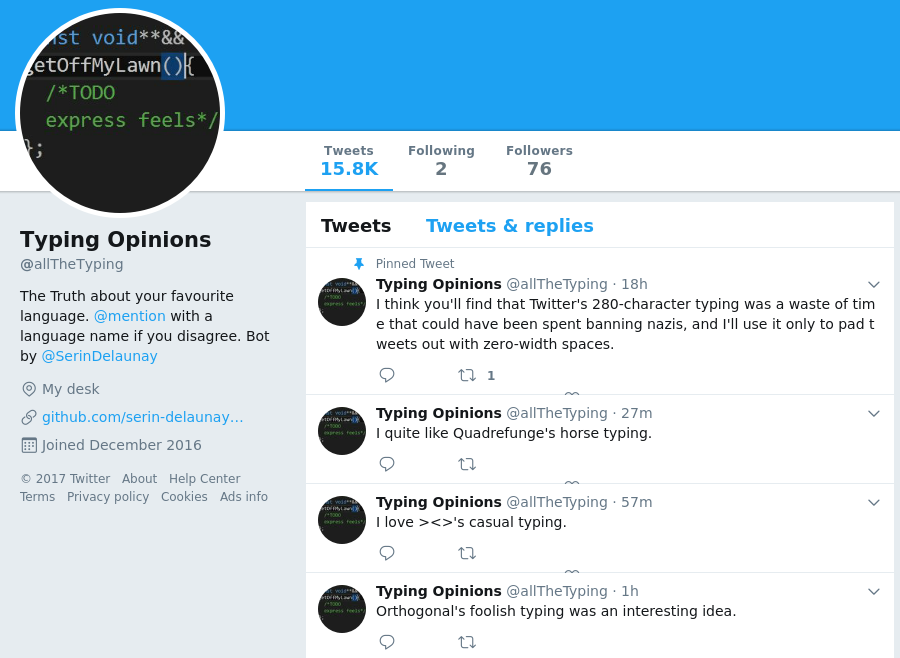 nst void**&&
getOffMyLawn(){
/*TODO
express feels*/
};
Tweets
Following
Followers
15.8K
2
76
Typing Opinions
@allTheTyping
The Truth about your favourite
language. @mention with a
language name if you disagree. Bot
by @SerinDelaunay
My desk
github.com/serin-delaunay…
Joined December 2016
© 2017 Twitter About Help Center
Terms Privacy policy Cookies Ads info
Tweets Tweets & replies
Pinned Tweet
Typing Opinions @allTheTyping · 18h
I think you'll find that Twitter's 280-character typing was a waste of tim
e that could have been spent banning nazis, and I'll use it only to pad t
weets out with zero-width spaces.
1
Typing Opinions @allTheTyping · 27m
I quite like Quadrefunge's horse typing.
Typing Opinions @allTheTyping · 57m
I love ><>'s casual typing.
Typing Opinions @allTheTyping · 1h
Orthogonal's foolish typing was an interesting idea.